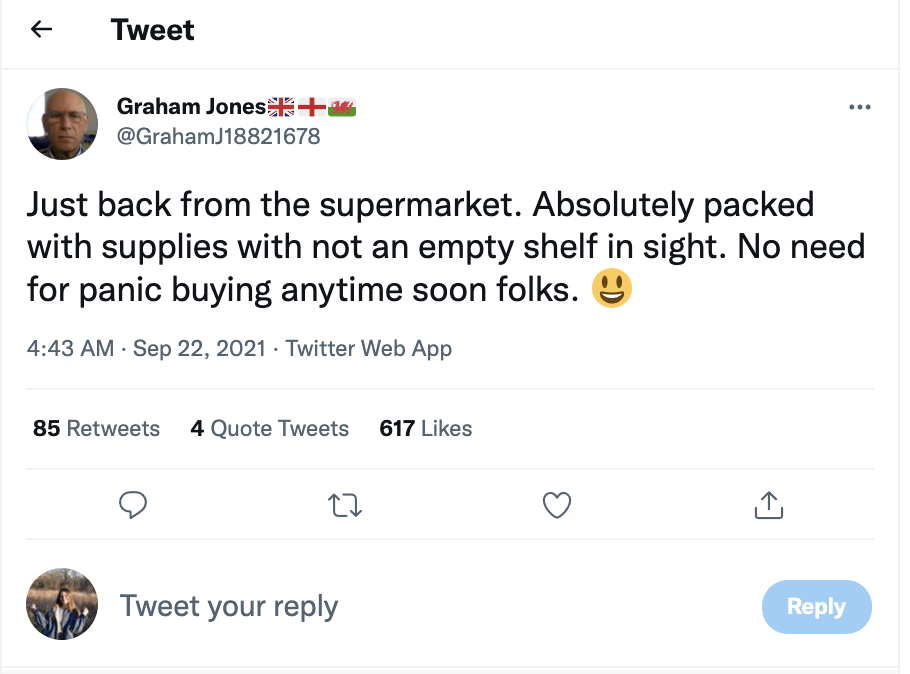 Tweet
Graham Jones🇬🇧🏴󠁧󠁢󠁥󠁮󠁧󠁿🏴󠁧󠁢󠁷󠁬󠁳󠁿
@GrahamJ18821678
Just back from the supermarket. Absolutely packed
with supplies with not an empty shelf in sight. No need
for panic buying anytime soon folks. 😃
4:43 AM · Sep 22, 2021 · Twitter Web App
85 Retweets 4 Quote Tweets 617 Likes
Tweet your reply
Reply